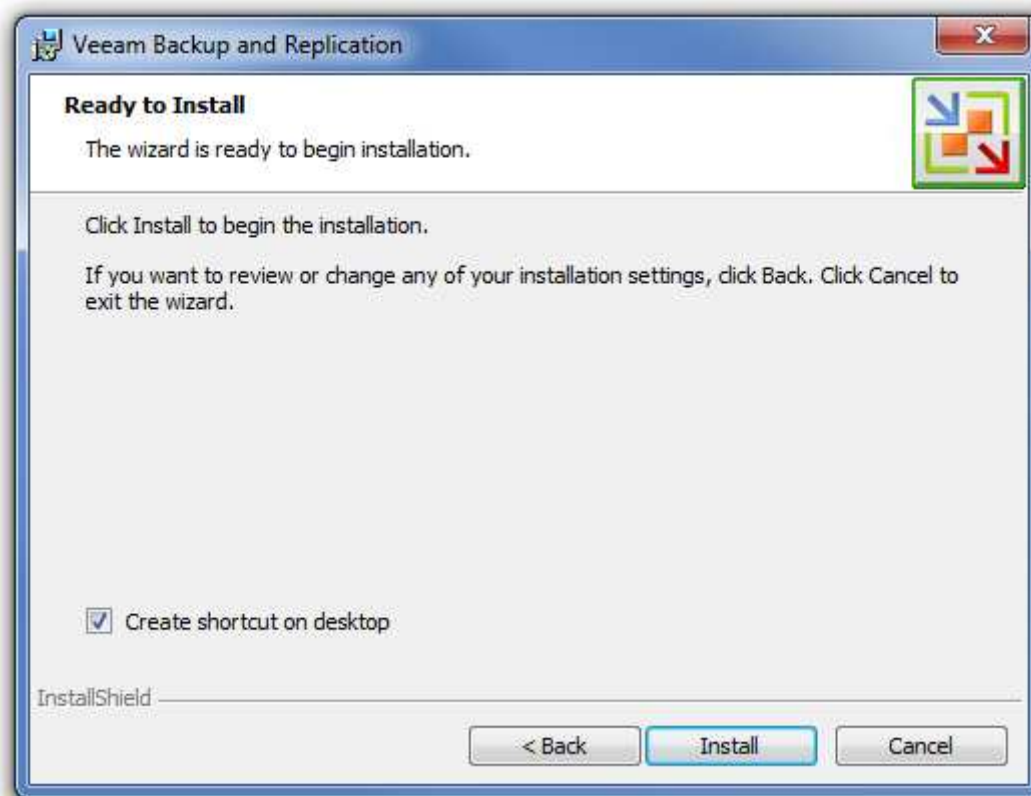 Veeam Backup and Replication
Ready to Install
The wizard is ready to begin installation.
Click Install to begin the installation.
If you want to review or change any of your installation settings, click Back. Click Cancel to
exit the wizard.
Create shortcut on desktop
InstallShield
< Back
Install
Cancel